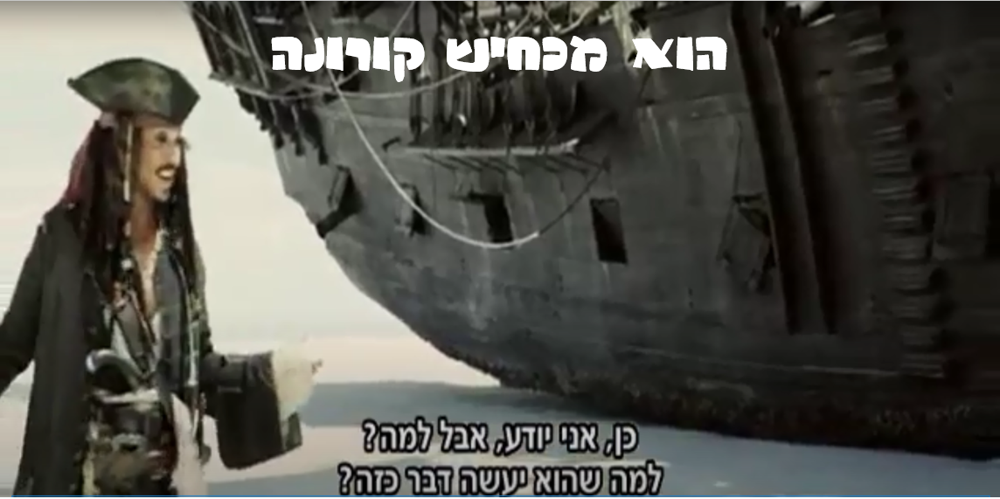 הוא מכחיש קורונה
כן, אני יודע, אבל למה?
למה שהוא יעשה דבר כזה?